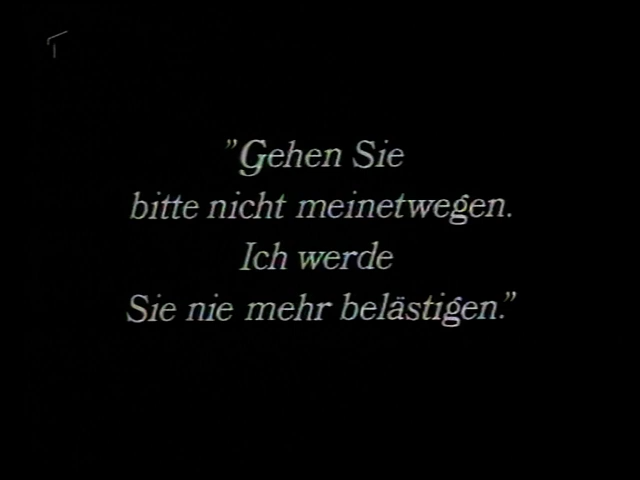 "Gehen Sie
bitte nicht meinetwegen.
Ich werde
Sie nie mehr belästigen."